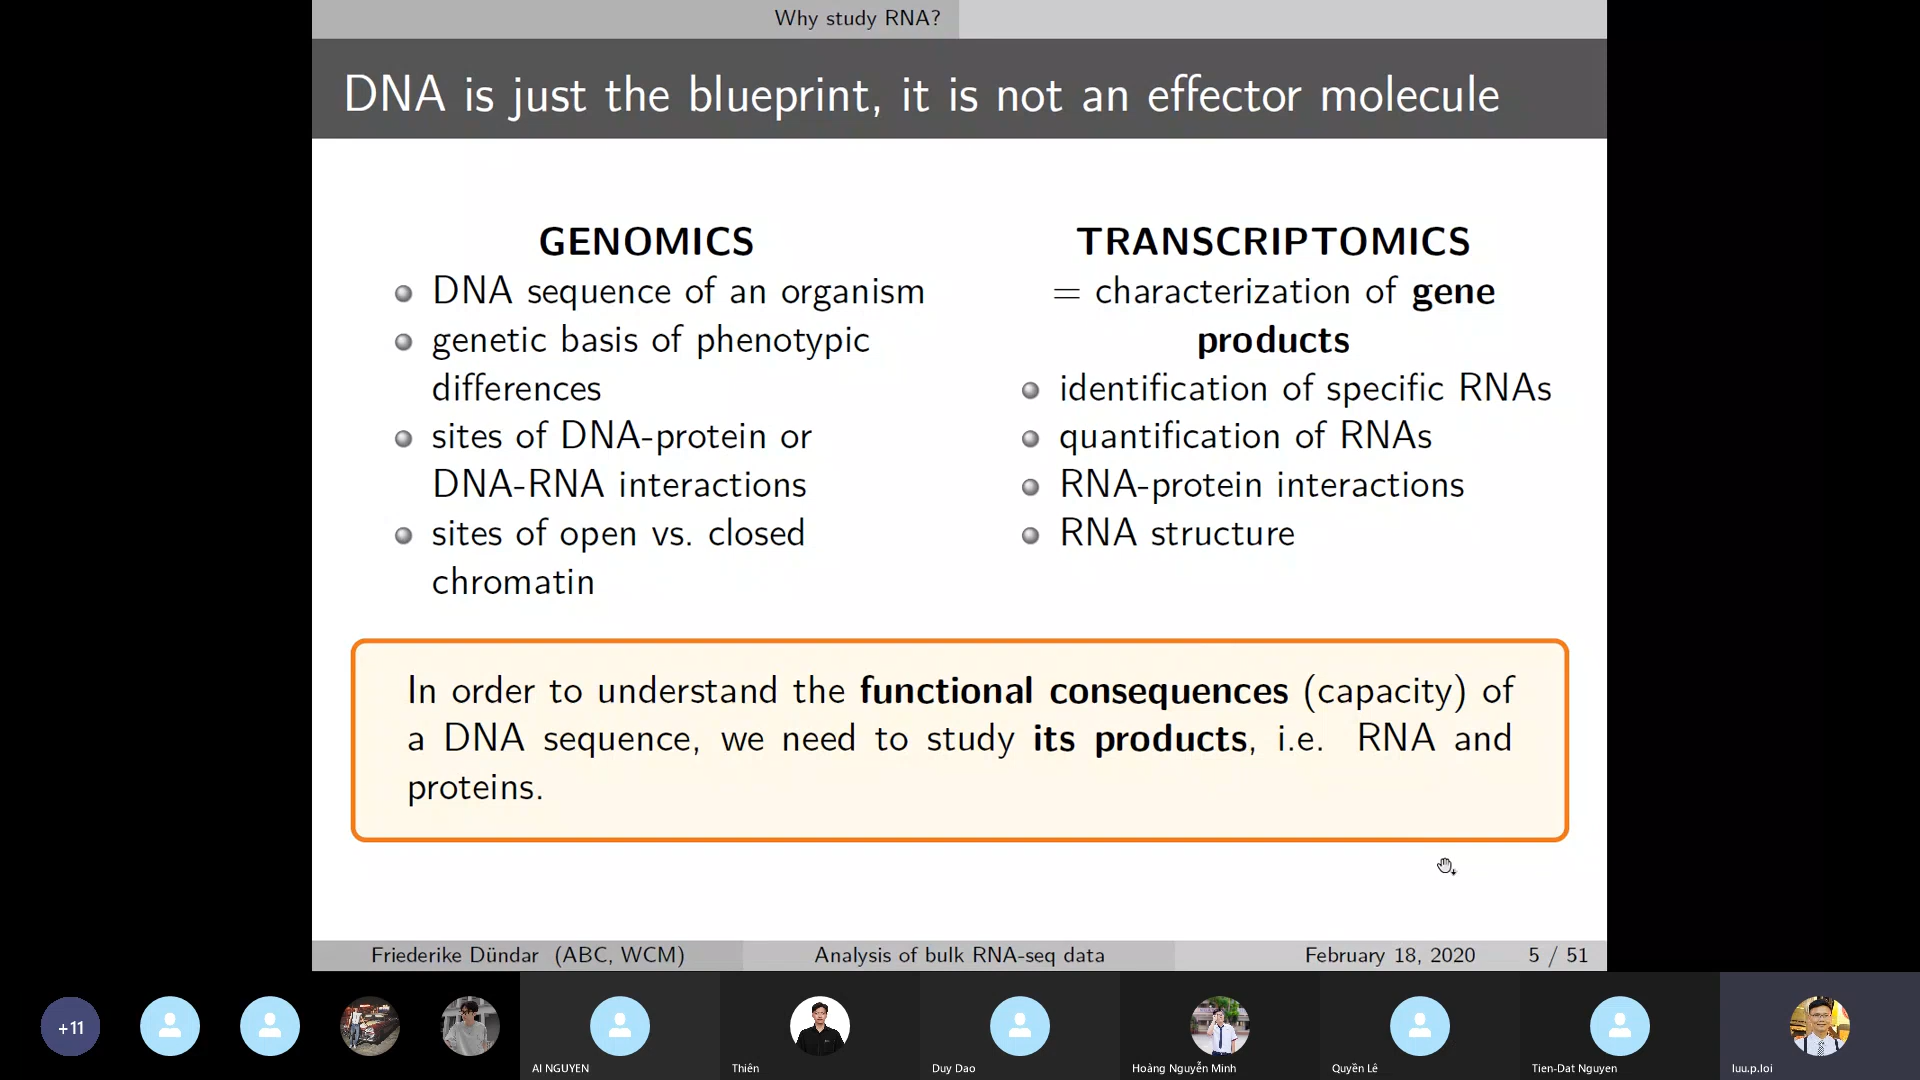 Why study RNA?
DNA is just the blueprint, it is not an effector molecule
GENOMICS
DNA sequence of an organism
genetic basis of phenotypic
differences
sites of DNA-protein or
DNA-RNA interactions
sites of open vs. closed
chromatin
TRANSCRIPTOMICS
= characterization of gene
products
identification of specific RNAs
quantification of RNAs
RNA-protein interactions
RNA structure
In order to understand the functional consequences (capacity) of
a DNA sequence, we need to study its products, i.e. RNA and
proteins.
Friederike Dündar (ABC, WCM) Analysis of bulk RNA-seq data February 18, 2020 5 / 51
+11
AI NGUYEN
Thiên
Duy Dao
Hoàng Nguyễn Minh
Quyền Lê
Tien-Dat Nguyen
luu.p.loi